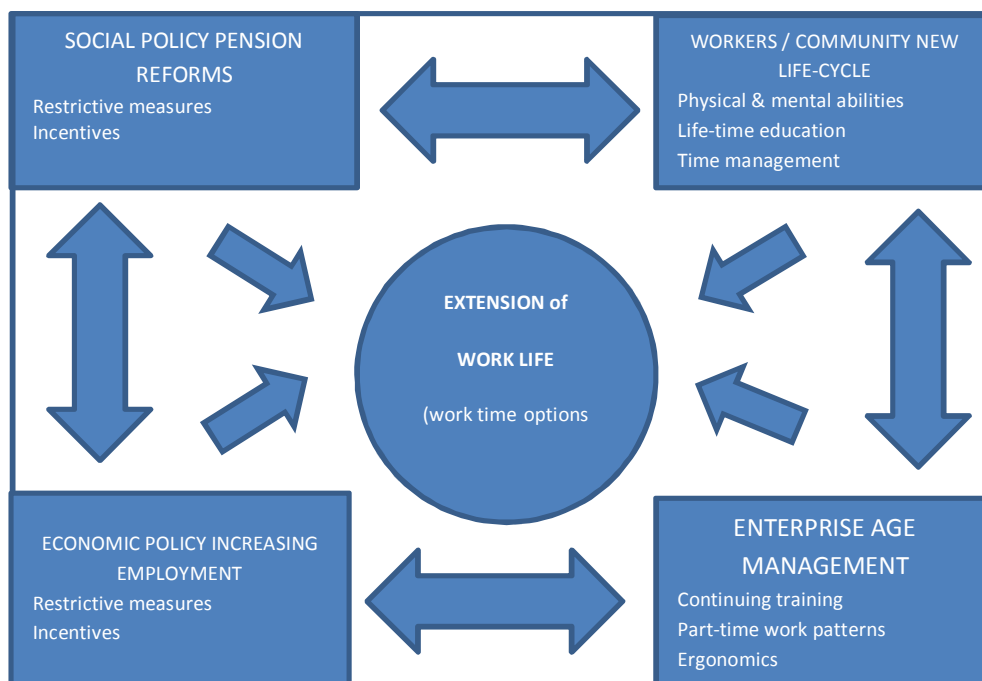 SOCIAL POLICY PENSION
REFORMS
Restrictive measures
Incentives
WORKERS / COMMUNITY NEW
LIFE-CYCLE
Physical & mental abilities
Life-time education
Time management
EXTENSION of
WORK LIFE
(work time options
ECONOMIC POLICY INCREASING
EMPLOYMENT
Restrictive measures
Incentives
ENTERPRISE AGE
MANAGEMENT
Continuing training
Part-time work patterns
Ergonomics